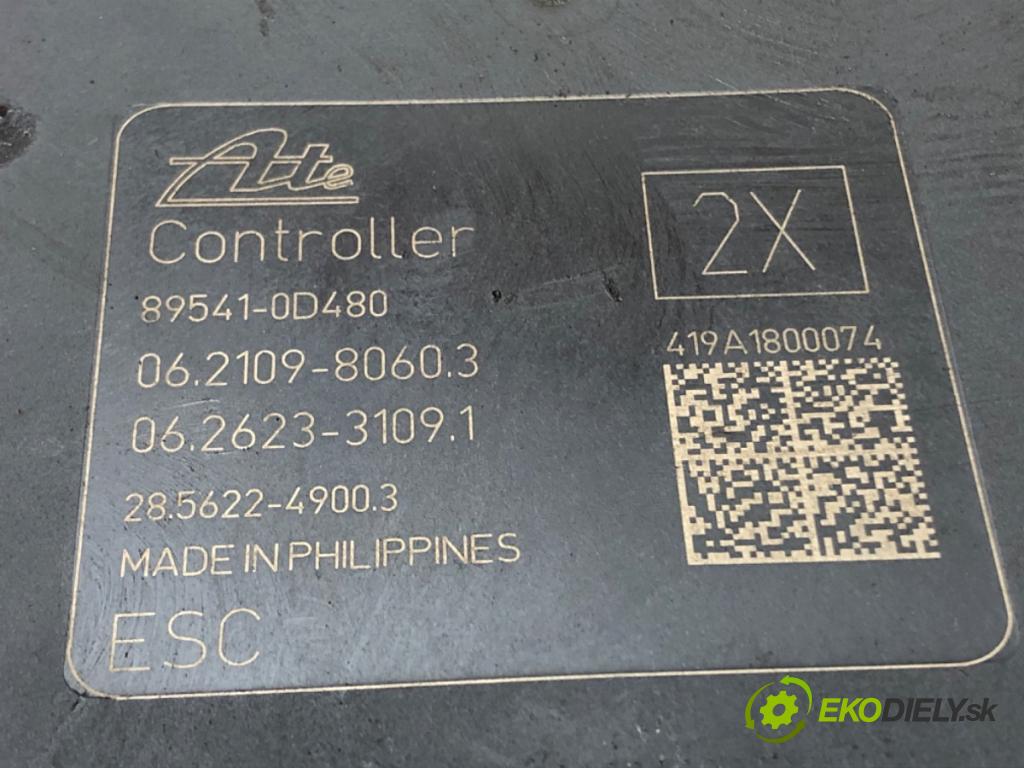 Ate
Controller
2X
89541-0D480
419A1800074
06.2109-8060.3
06.2623-3109.1
28.5622-4900.3
MADE IN PHILIPPINES
ESC
EKODIELY.sk